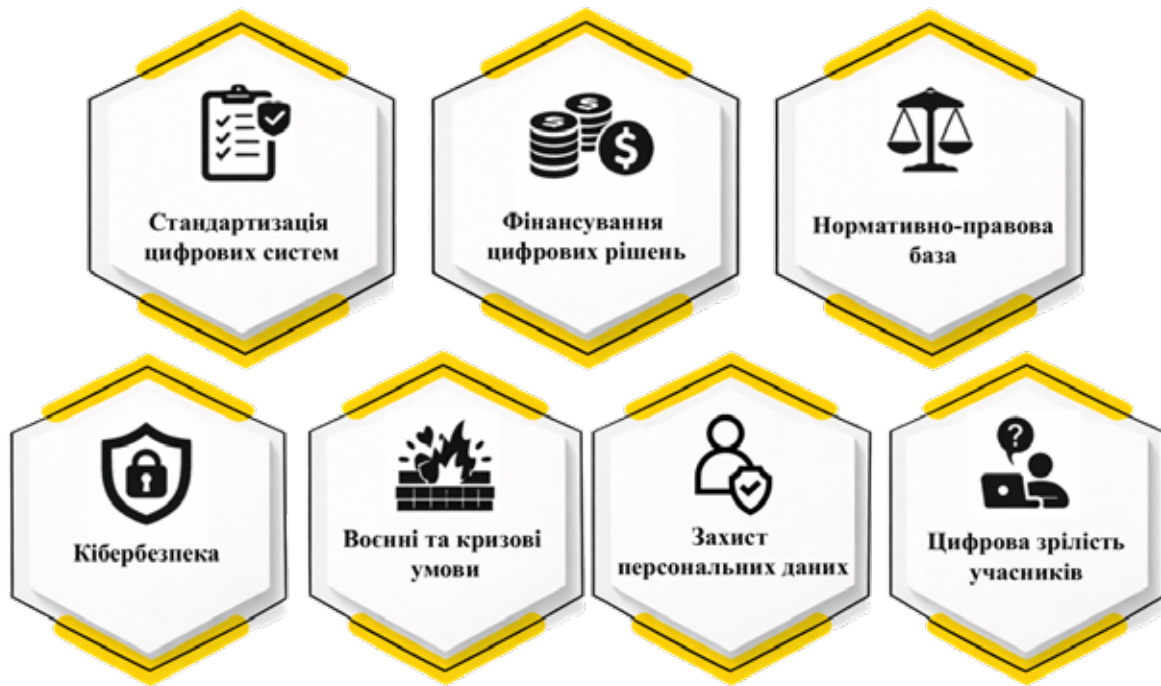 Стандартизація
цифрових систем
Фінансування
цифрових рішень
Нормативно-правова
база
Кібербезпека
Воєнні та кризові
умови
Захист
персональних даних
?
Цифрова зрілість
учасників